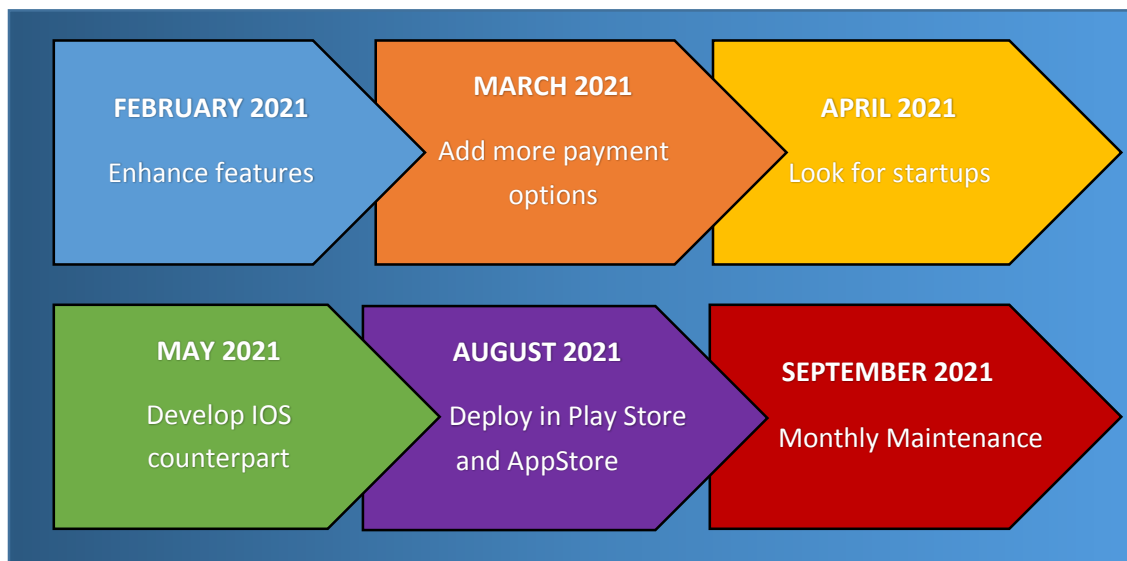 FEBRUARY 2021
Enhance features
MARCH 2021
Add more payment
options
APRIL 2021
Look for startups
MAY 2021
Develop IOS
counterpart
AUGUST 2021
Deploy in Play Store
and AppStore
SEPTEMBER 2021
Monthly Maintenance